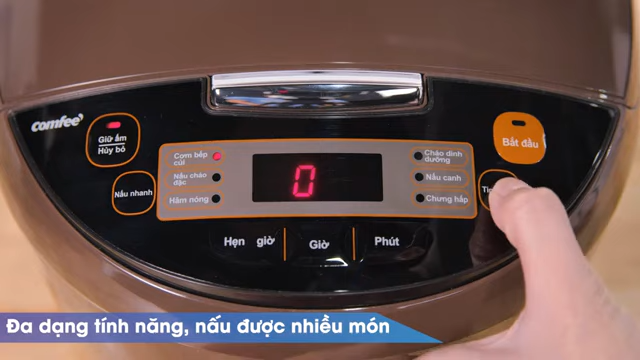 comfee'
Giữ ấm
Hủy bỏ
Nấu nhanh
Cơm bếp
củi
Nấu cháo
đặc
Hâm nóng
0
Cháo dinh
dưỡng
Nấu canh
Chưng hấp
Bắt đầu
Hẹn giờ
Giờ
Phút
Đa dạng tính năng, nấu được nhiều món